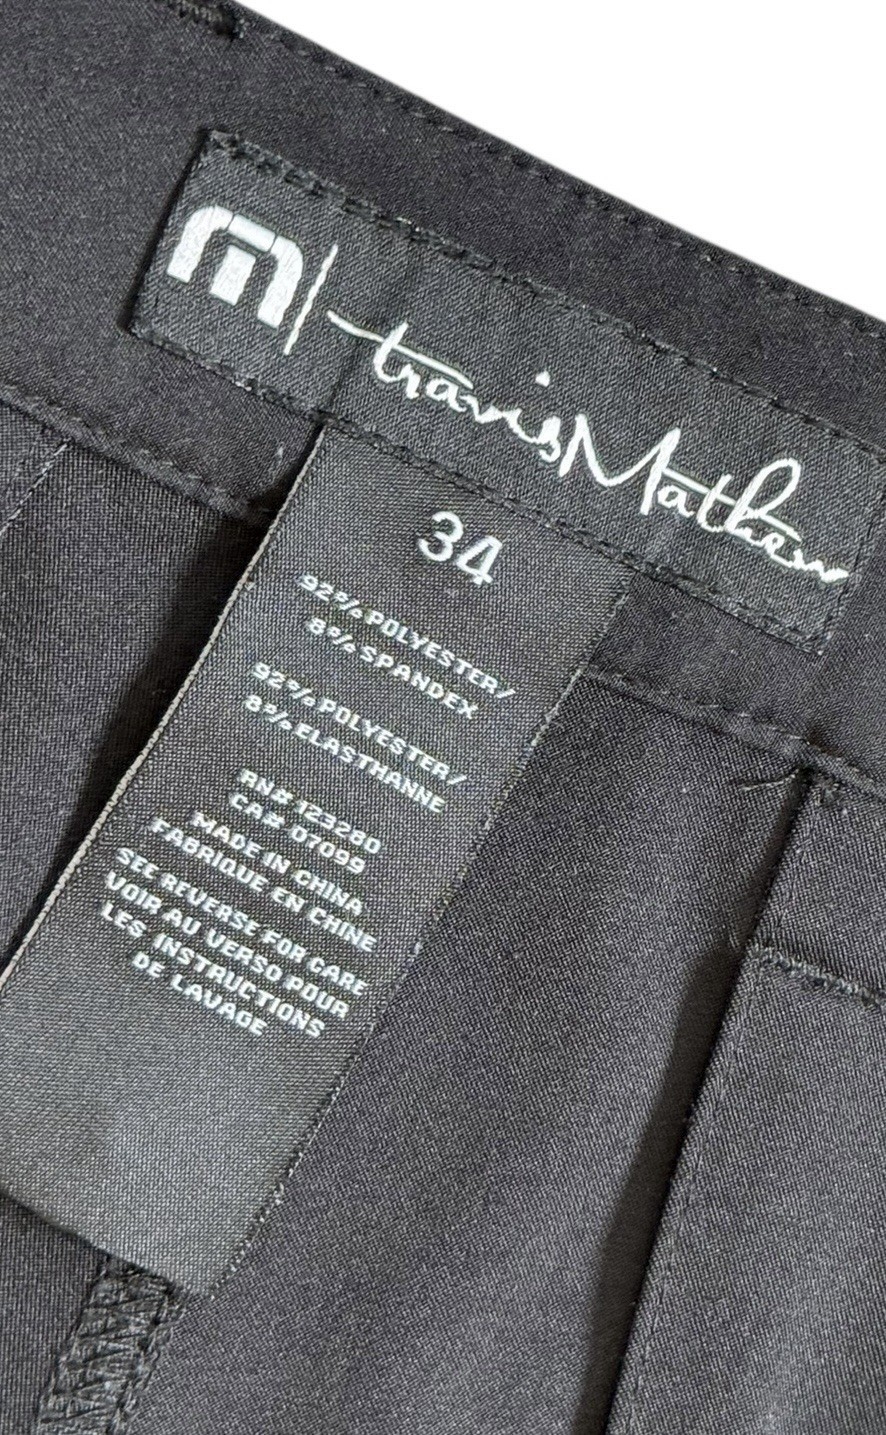 travisMathew
34
92% POLYESTER/
8% SPANDEX
92% POLYESTER/
8% ELASTHANNE
RN# 123280
CA# 07099
MADE IN CHINA
FABRIQUE EN CHINE
SEE REVERSE FOR CARE
VOIR AU VERSO POUR
LES INSTRUCTIONS
DE LAVAGE